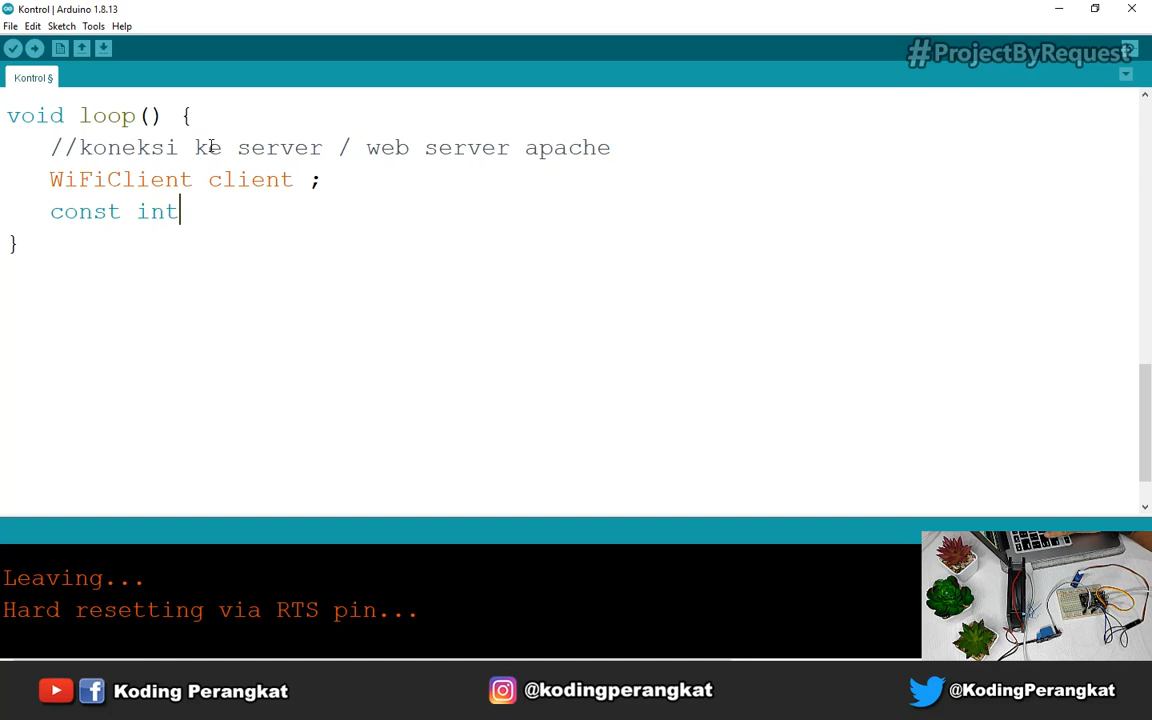 Kontrol | Arduino 1.8.13
File Edit Sketch Tools Help
#ProjectByRequest
Kontrol §
void loop() {
//koneksi ke server / web server apache
WiFiClient client ;
const int
}
Leaving...
Hard resetting via RTS pin...
Koding Perangkat
@kodingperangkat
@KodingPerangkat